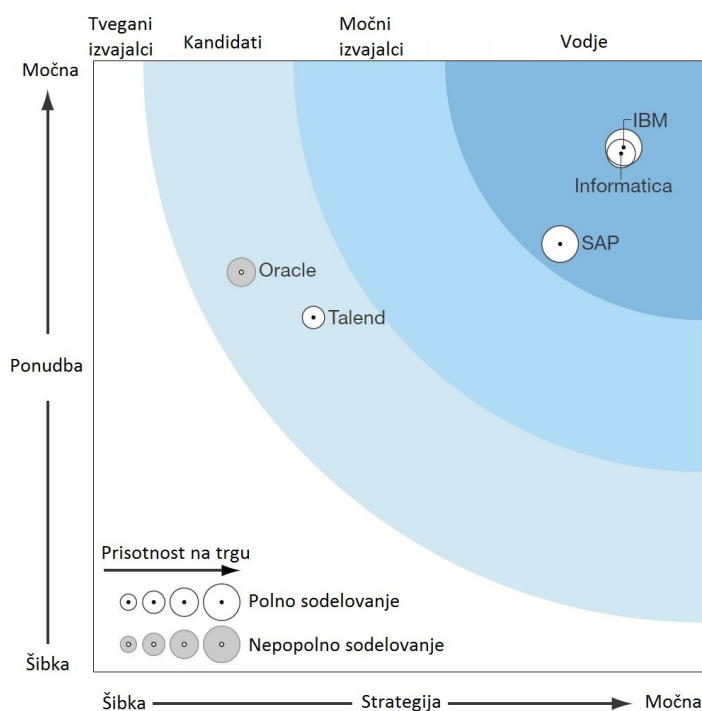 Tvegani
izvajalci
Kandidati
Močni
izvajalci
Vodje
Močna
IBM
Informatica
SAP
Oracle
Talend
Ponudba
Prisotnost na trgu
Polno sodelovanje
Nepopolno sodelovanje
Šibka
Šibka
Strategija
Močna